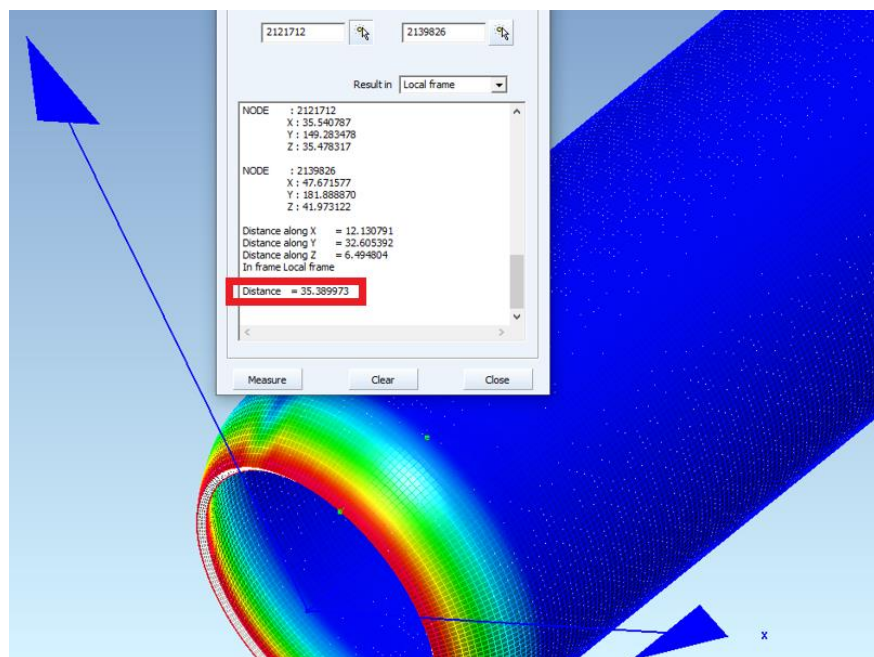 2121712
2139826
Result in Local frame
NODE : 2121712
X : 35.540787
Y : 149.283478
Z : 35.478317
NODE : 2139826
X : 47.671577
Y : 181.888870
Z : 41.973122
Distance along X = 12.130791
Distance along Y = 32.605392
Distance along Z = 6.494804
In frame Local frame
Distance = 35.389973
Measure Clear Close
x